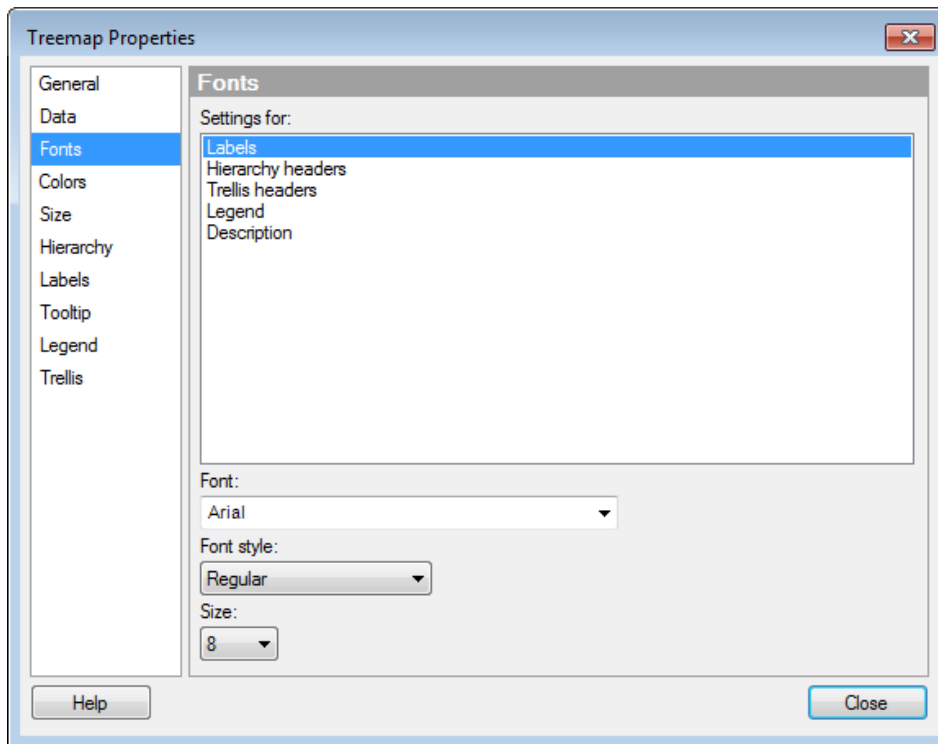 Treemap Properties
General
Data
Fonts
Colors
Size
Hierarchy
Labels
Tooltip
Legend
Trellis
Fonts
Settings for:
Labels
Hierarchy headers
Trellis headers
Legend
Description
Font:
Arial
Font style:
Regular
Size:
8
Help
Close